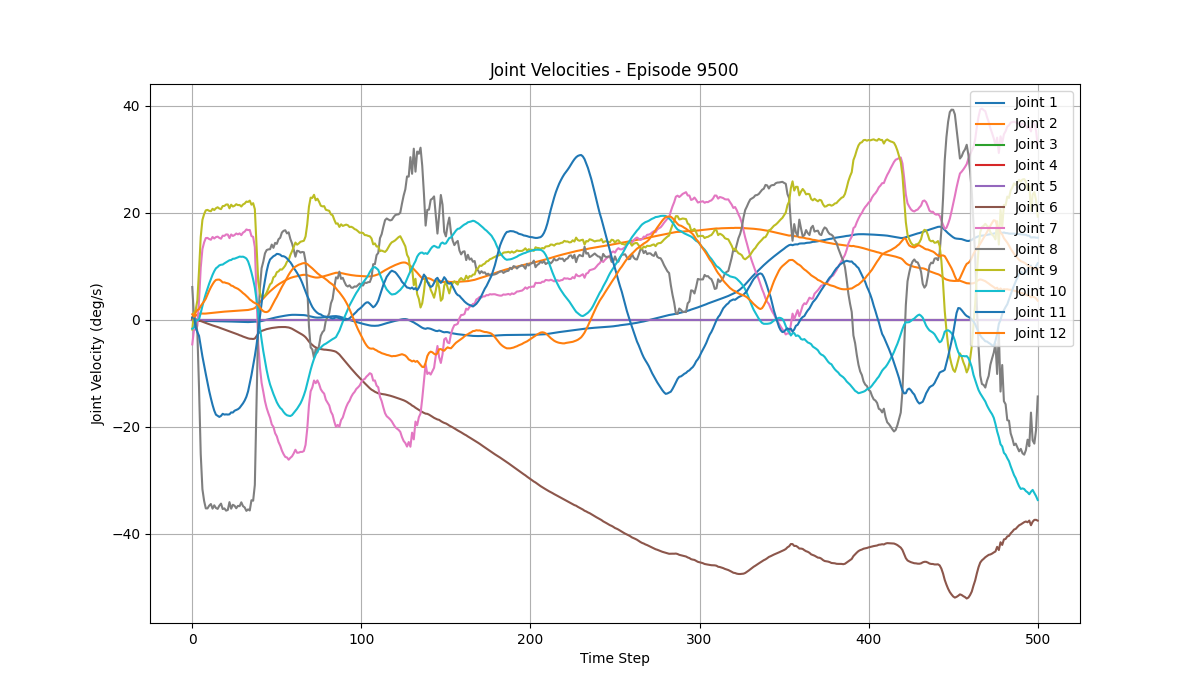 Joint Velocities - Episode 9500
40
20
0
−20
−40
Joint Velocity (deg/s)
0
100
200
300
400
500
Time Step
Joint 1
Joint 2
Joint 3
Joint 4
Joint 5
Joint 6
Joint 7
Joint 8
Joint 9
Joint 10
Joint 11
Joint 12